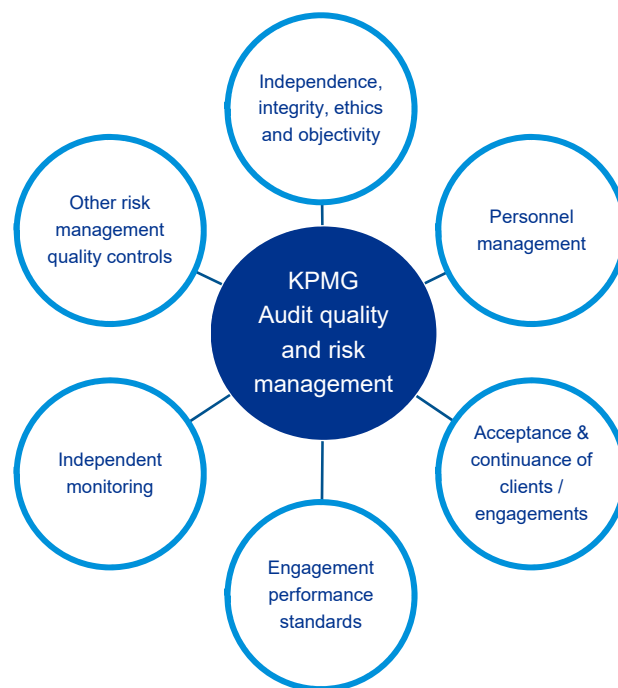 Independence,
integrity, ethics
and objectivity
Personnel
management
Acceptance &
continuance of
clients /
engagements
Engagement
performance
standards
Independent
monitoring
Other risk
management
quality controls
KPMG
Audit quality
and risk
management